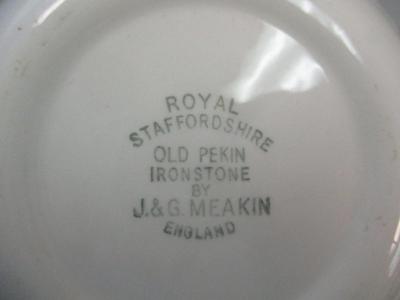 ROYAL
STAFFORDSHIRE
OLD PEKIN
IRONSTONE
BY
J.&G. MEAKIN
ENGLAND